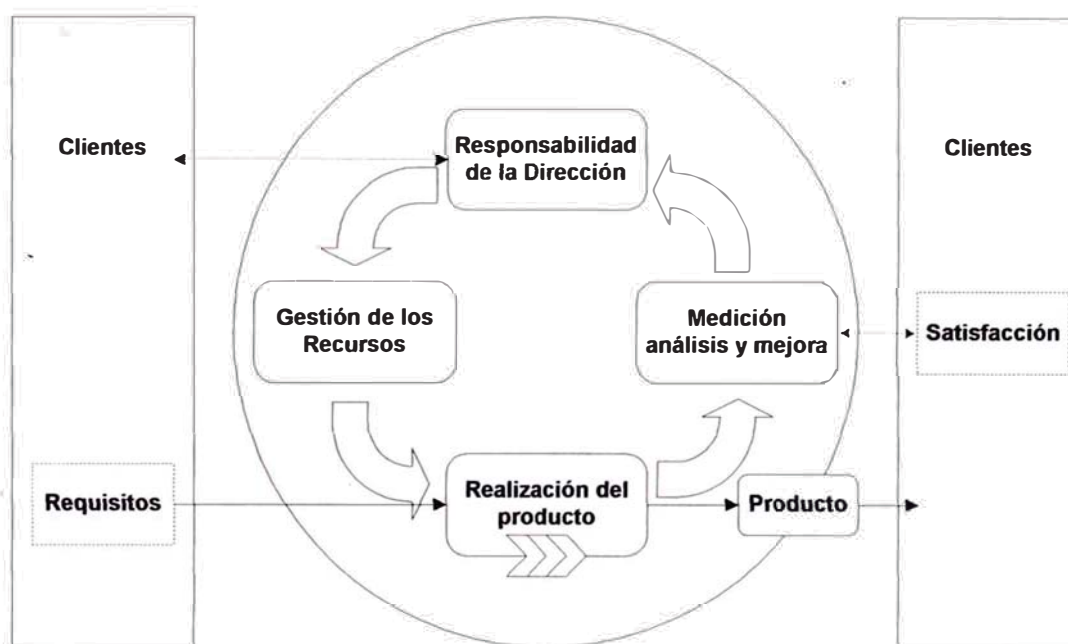 Clientes
Responsabilidad
de la Dirección
Clientes
Gestión de los
Recursos
Medición
análisis y mejora
Satisfacción
Requisitos
Realización del
producto
Producto